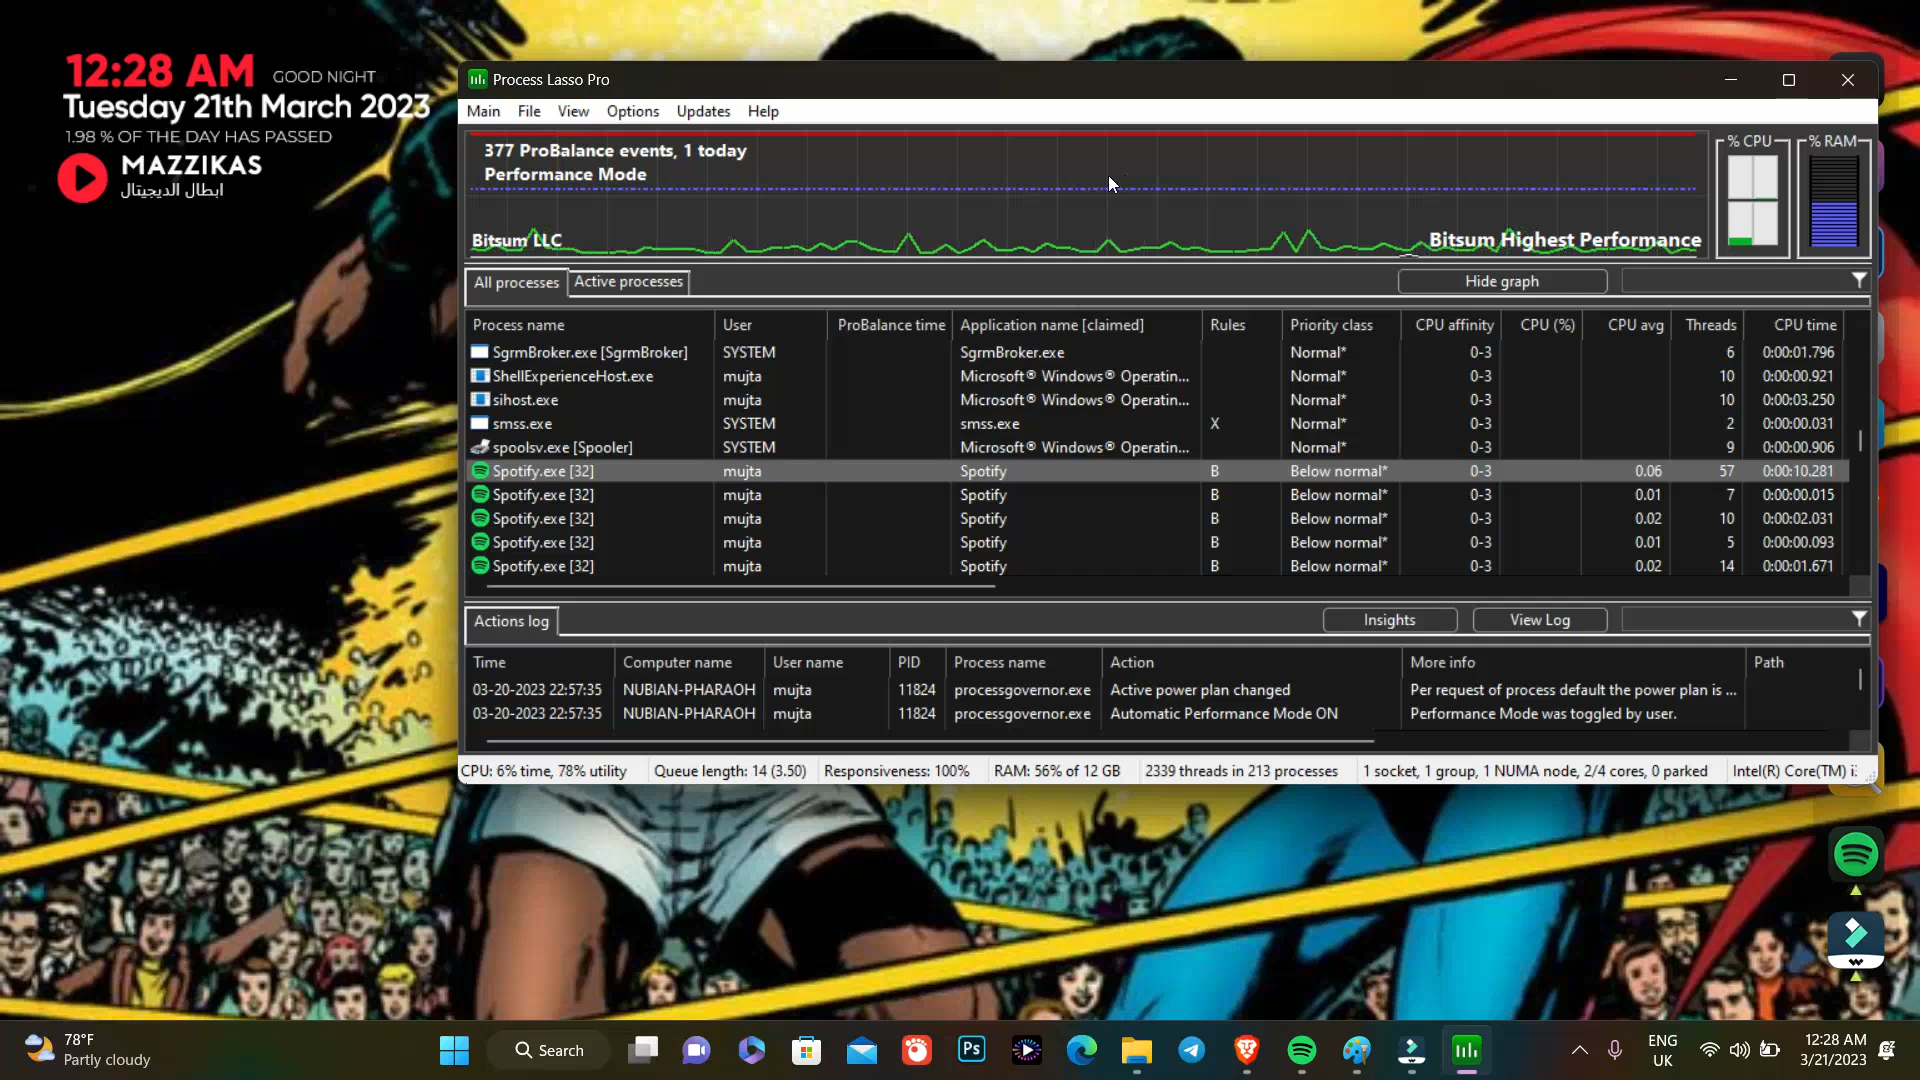 12:28 AM GOOD NIGHT
Tuesday 21th March 2023
1.98 % OF THE DAY HAS PASSED
MAZZIKAS
ابطال الديجيتال
Process Lasso Pro
Main File View Options Updates Help
377 ProBalance events, 1 today
Performance Mode
Bitsum LLC
Bitsum Highest Performance
% CPU
% RAM
All processes Active processes Hide graph
Process name User ProBalance time Application name [claimed] Rules Priority class CPU affinity CPU (%) CPU avg Threads CPU time
SgrmBroker.exe [SgrmBroker] SYSTEM SgrmBroker.exe Normal* 0-3 6 0:00:01.796
ShellExperienceHost.exe mujta Microsoft® Windows® Operatin... Normal* 0-3 10 0:00:00.921
sihost.exe mujta Microsoft® Windows® Operatin... Normal* 0-3 10 0:00:03.250
smss.exe SYSTEM smss.exe X Normal* 0-3 2 0:00:00.031
spoolsv.exe [Spooler] SYSTEM Microsoft® Windows® Operatin... Normal* 0-3 9 0:00:00.906
Spotify.exe [32] mujta Spotify B Below normal* 0-3 0.06 57 0:00:10.281
Spotify.exe [32] mujta Spotify B Below normal* 0-3 0.01 7 0:00:00.015
Spotify.exe [32] mujta Spotify B Below normal* 0-3 0.02 10 0:00:02.031
Spotify.exe [32] mujta Spotify B Below normal* 0-3 0.01 5 0:00:00.093
Spotify.exe [32] mujta Spotify B Below normal* 0-3 0.02 14 0:00:01.671
Actions log Insights View Log
Time Computer name User name PID Process name Action More info Path
03-20-2023 22:57:35 NUBIAN-PHARAOH mujta 11824 processgovernor.exe Active power plan changed Per request of process default the power plan is ...
03-20-2023 22:57:35 NUBIAN-PHARAOH mujta 11824 processgovernor.exe Automatic Performance Mode ON Performance Mode was toggled by user.
CPU: 6% time, 78% utility Queue length: 14 (3.50) Responsiveness: 100% RAM: 56% of 12 GB 2339 threads in 213 processes 1 socket, 1 group, 1 NUMA node, 2/4 cores, 0 parked Intel(R) Core(TM) i:
78°F
Partly cloudy
Search
Ps
ENG
UK
12:28 AM
3/21/2023